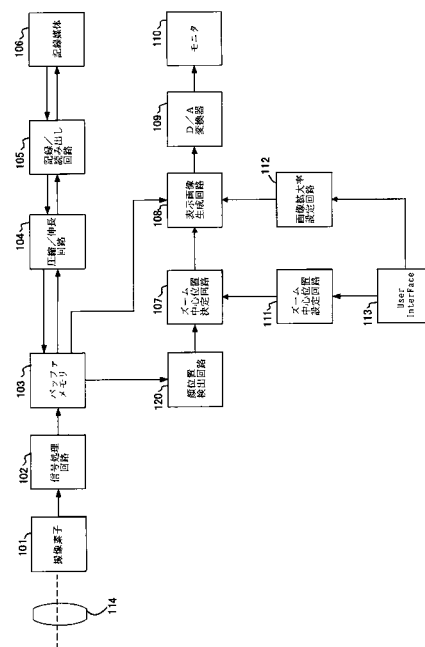 106
記録媒体
105
記録/
読み出し
回路
104
圧縮/伸長
回路
103
バッファ
メモリ
102
信号処理
回路
101
撮像素子
114
110
モニタ
109
D/A
変換器
108
表示画像
生成回路
107
ズーム
中心位置
決定回路
120
顔位置
検出回路
112
画像拡大率
設定回路
111
ズーム
中心位置
設定回路
113
User
InterFace